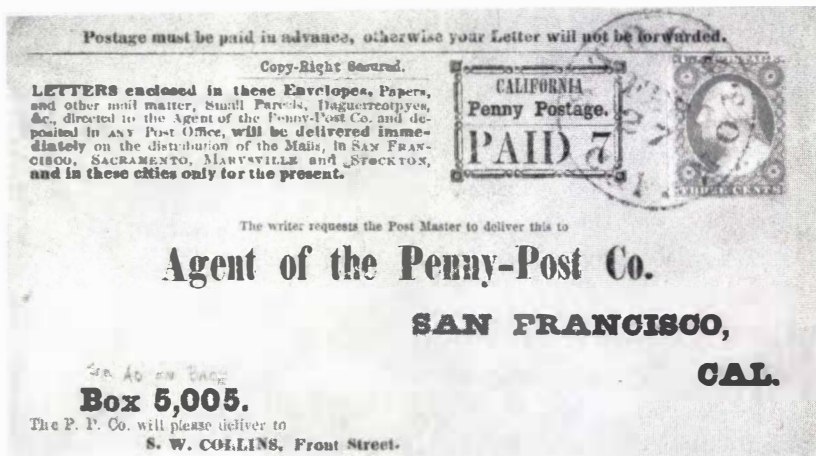 Postage must be paid in advance, otherwise your Letter will not be forwarded.
Copy-Right Secured.
LETTERS enclosed in these Envelopes, Papers,
and other mail matter, Small Parcels, Daguerreotpyes,
&c., directed to the Agent of the Penny-Post Co. and de-
posited in ANY Post Office, will be delivered imme-
diately on the distribution of the Mails, in SAN FRAN-
CISCO, SACRAMENTO, MARYSVILLE and STOCKTON,
and in these cities only for the present.
CALIFORNIA
Penny Postage.
PAID 7
27
THREE CENTS
The writer requests the Post Master to deliver this to
Agent of the Penny-Post Co.
SAN FRANCISCO,
CAL.
AD ON BACK
Box 5,005.
The P. P. Co. will please deliver to
S. W. COLLINS, Front Street.